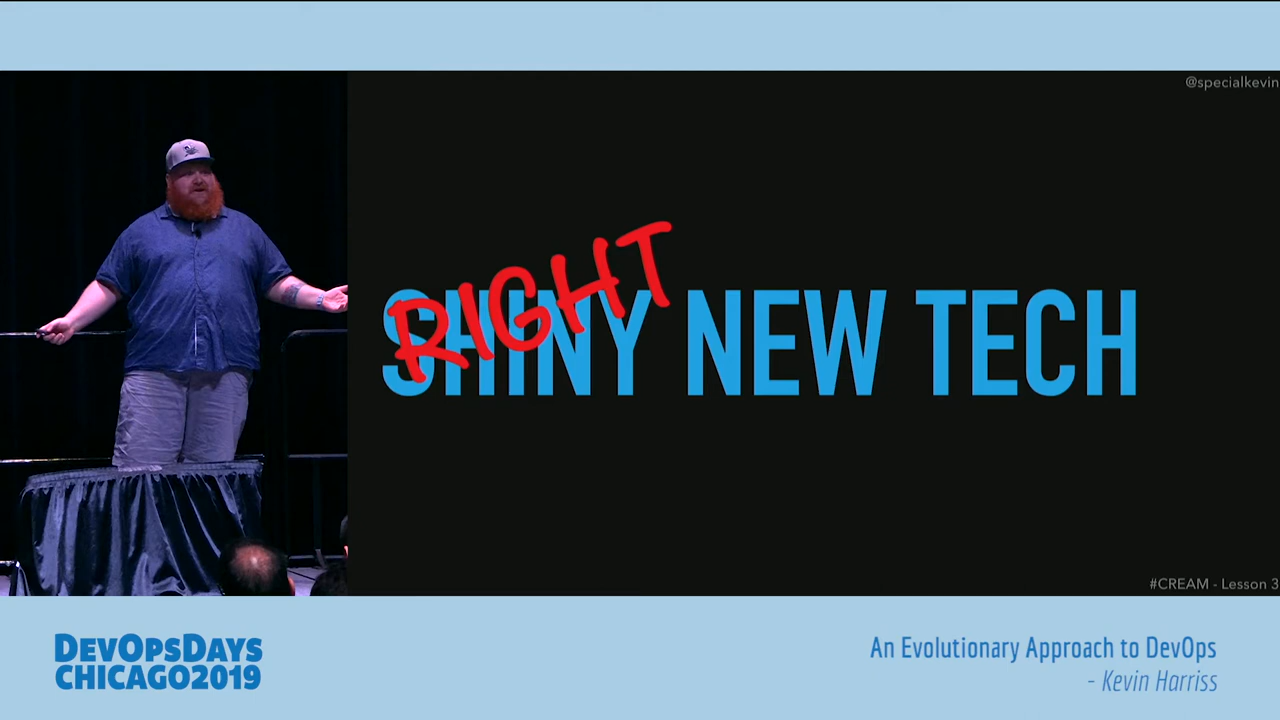 @specialkevin
RIGHT
SHINY NEW TECH
#CREAM - Lesson 3
DEVOPSDAYS
CHICAGO2019
An Evolutionary Approach to DevOps
- Kevin Harriss